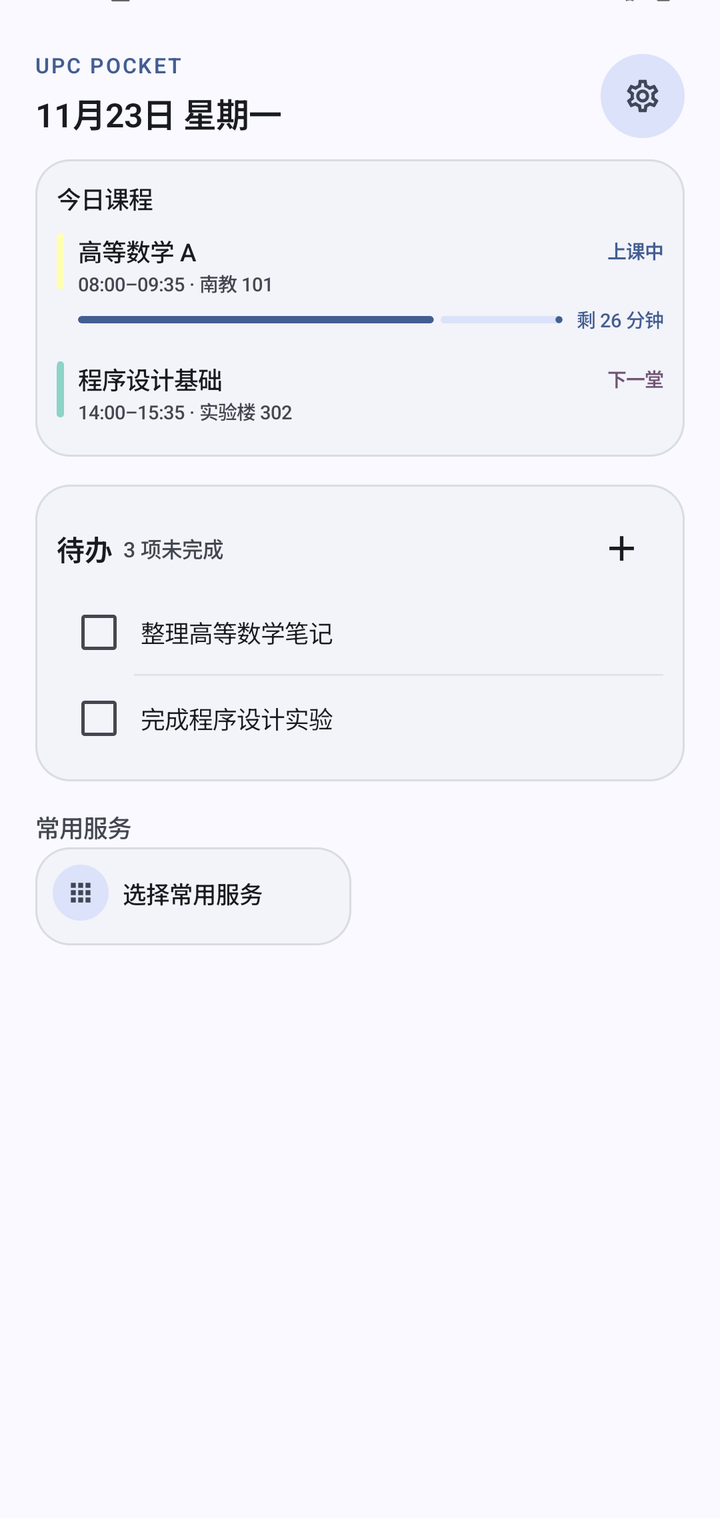 UPC POCKET
11月23日 星期一
今日课程
高等数学 A
上课中
08:00–09:35 · 南教 101
剩 26 分钟
程序设计基础
下一堂
14:00–15:35 · 实验楼 302
待办 3 项未完成
整理高等数学笔记
完成程序设计实验
常用服务
选择常用服务